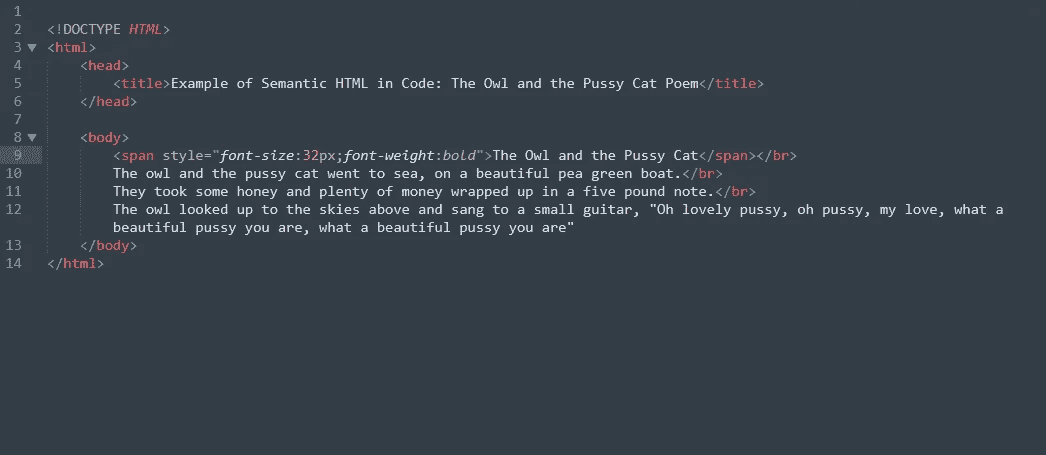 1
2 <!DOCTYPE HTML>
3 <html>
4 <head>
5 <title>Example of Semantic HTML in Code: The Owl and the Pussy Cat Poem</title>
6 </head>
7
8 <body>
9 <span style="font-size:32px;font-weight:bold">The Owl and the Pussy Cat</span></br>
10 The owl and the pussy cat went to sea, on a beautiful pea green boat.</br>
11 They took some honey and plenty of money wrapped up in a five pound note.</br>
12 The owl looked up to the skies above and sang to a small guitar, "Oh lovely pussy, oh pussy, my love, what a
beautiful pussy you are, what a beautiful pussy you are"
13 </body>
14 </html>